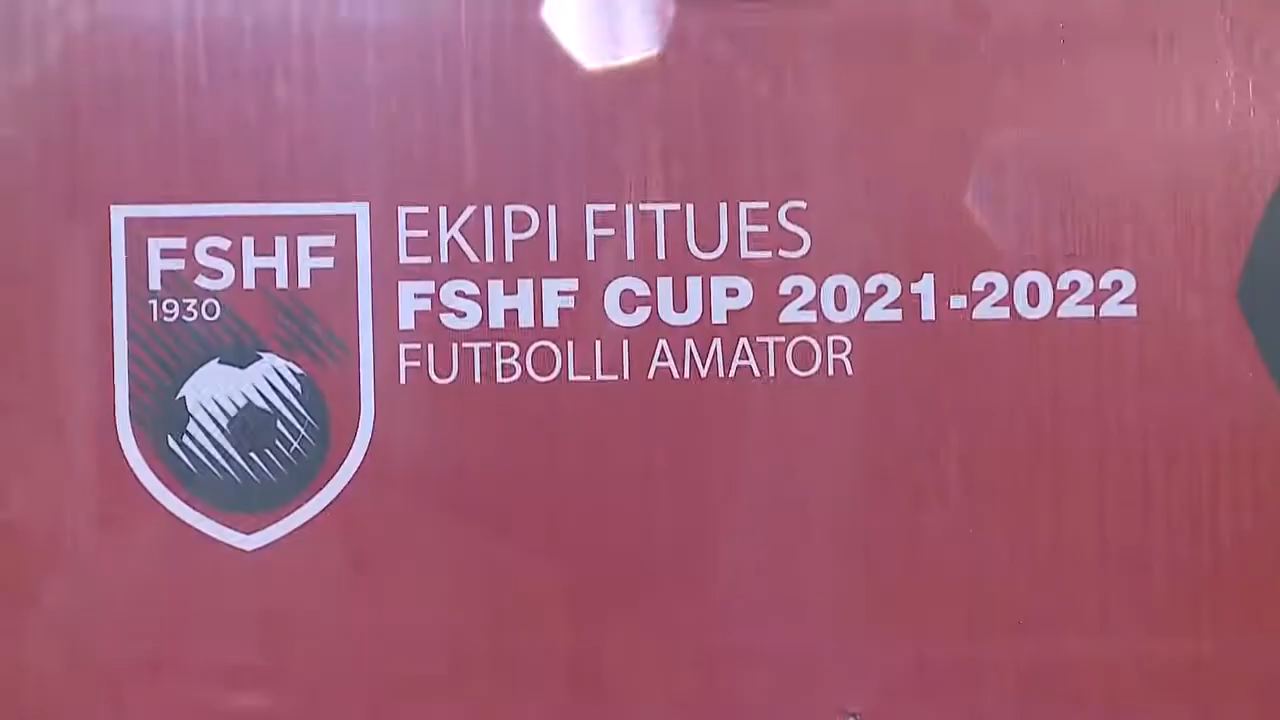 FSHF
1930
EKIPI FITUES
FSHF CUP 2021-2022
FUTBOLLI AMATOR